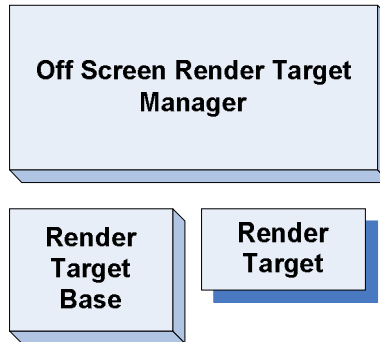 Off Screen Render Target
Manager
Render
Target
Base
Render
Target